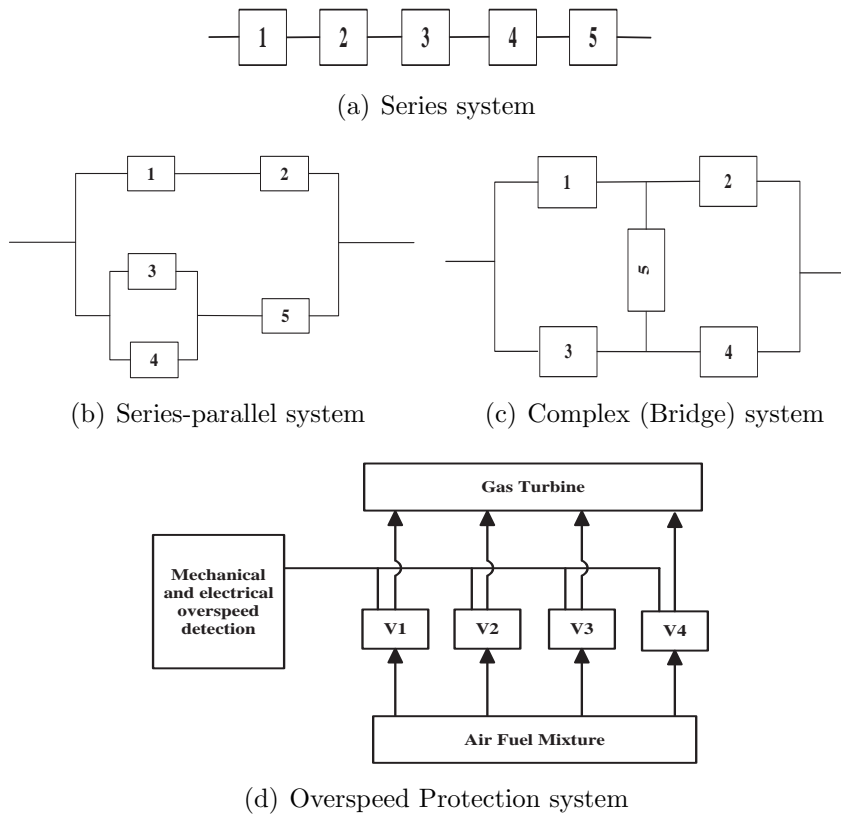 1 2 3 4 5
(a) Series system
1 2
3 5
4
(b) Series-parallel system
1 2
5
3 4
(c) Complex (Bridge) system
Gas Turbine
Mechanical
and electrical
overspeed
detection
V1 V2 V3 V4
Air Fuel Mixture
(d) Overspeed Protection system